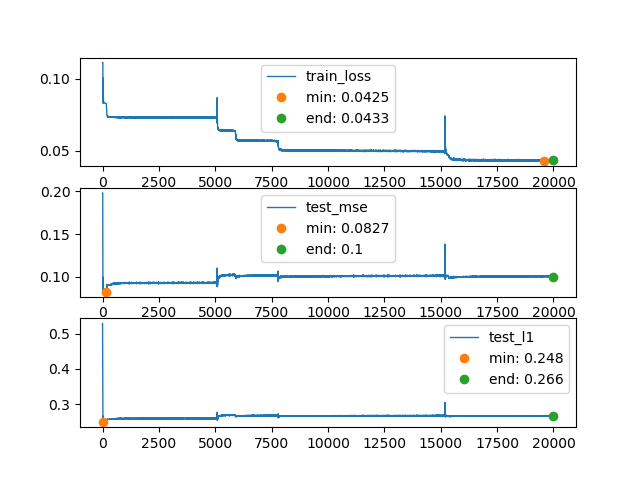 0.10
0.05
train_loss
min: 0.0425
end: 0.0433
0 2500 5000 7500 10000 12500 15000 17500 20000
0.20
0.15
0.10
test_mse
min: 0.0827
end: 0.1
0 2500 5000 7500 10000 12500 15000 17500 20000
0.5
0.4
0.3
test_l1
min: 0.248
end: 0.266
0 2500 5000 7500 10000 12500 15000 17500 20000